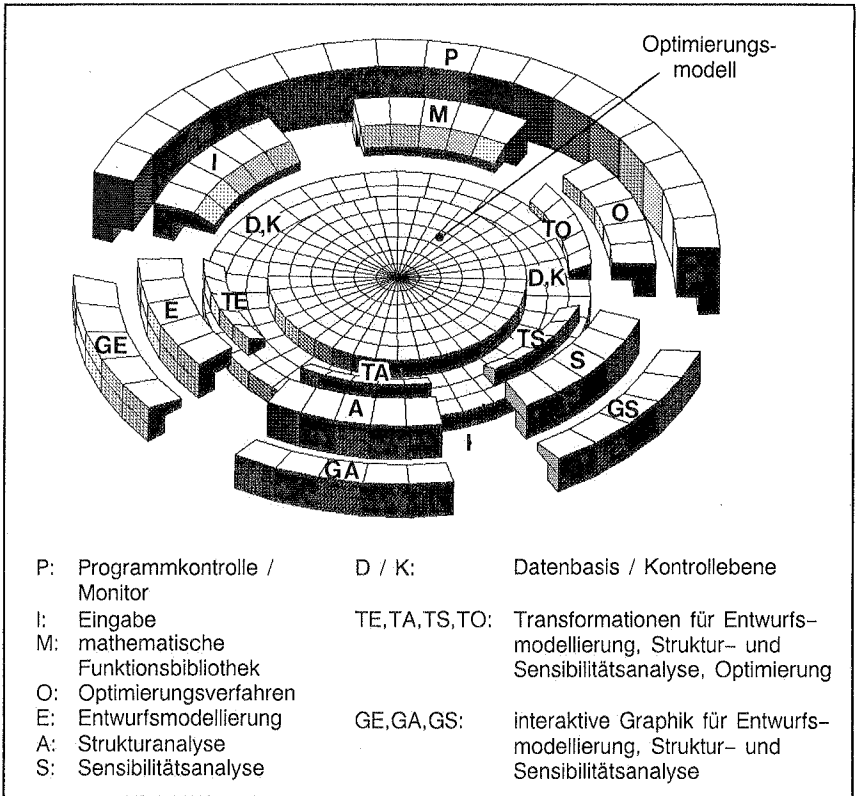 Optimierungs-
modell
P
M
I
O
TO
D,K
D,K
E
TE
GE
TS
TA
S
A
GS
I
GA
P: Programmkontrolle /
Monitor
I: Eingabe
M: mathematische
Funktionsbibliothek
O: Optimierungsverfahren
E: Entwurfsmodellierung
A: Strukturanalyse
S: Sensibilitätsanalyse
D / K: Datenbasis / Kontrollebene
TE,TA,TS,TO: Transformationen für Entwurfs–
modellierung, Struktur– und
Sensibilitätsanalyse, Optimierung
GE,GA,GS: interaktive Graphik für Entwurfs–
modellierung, Struktur– und
Sensibilitätsanalyse